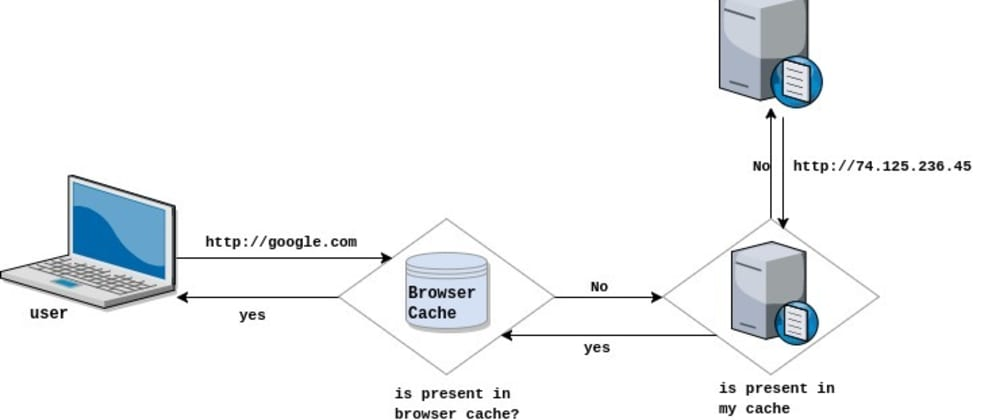 No
http://74.125.236.45
http://google.com
Browser
Cache
No
user
yes
yes
is present in
browser cache?
is present in
my cache